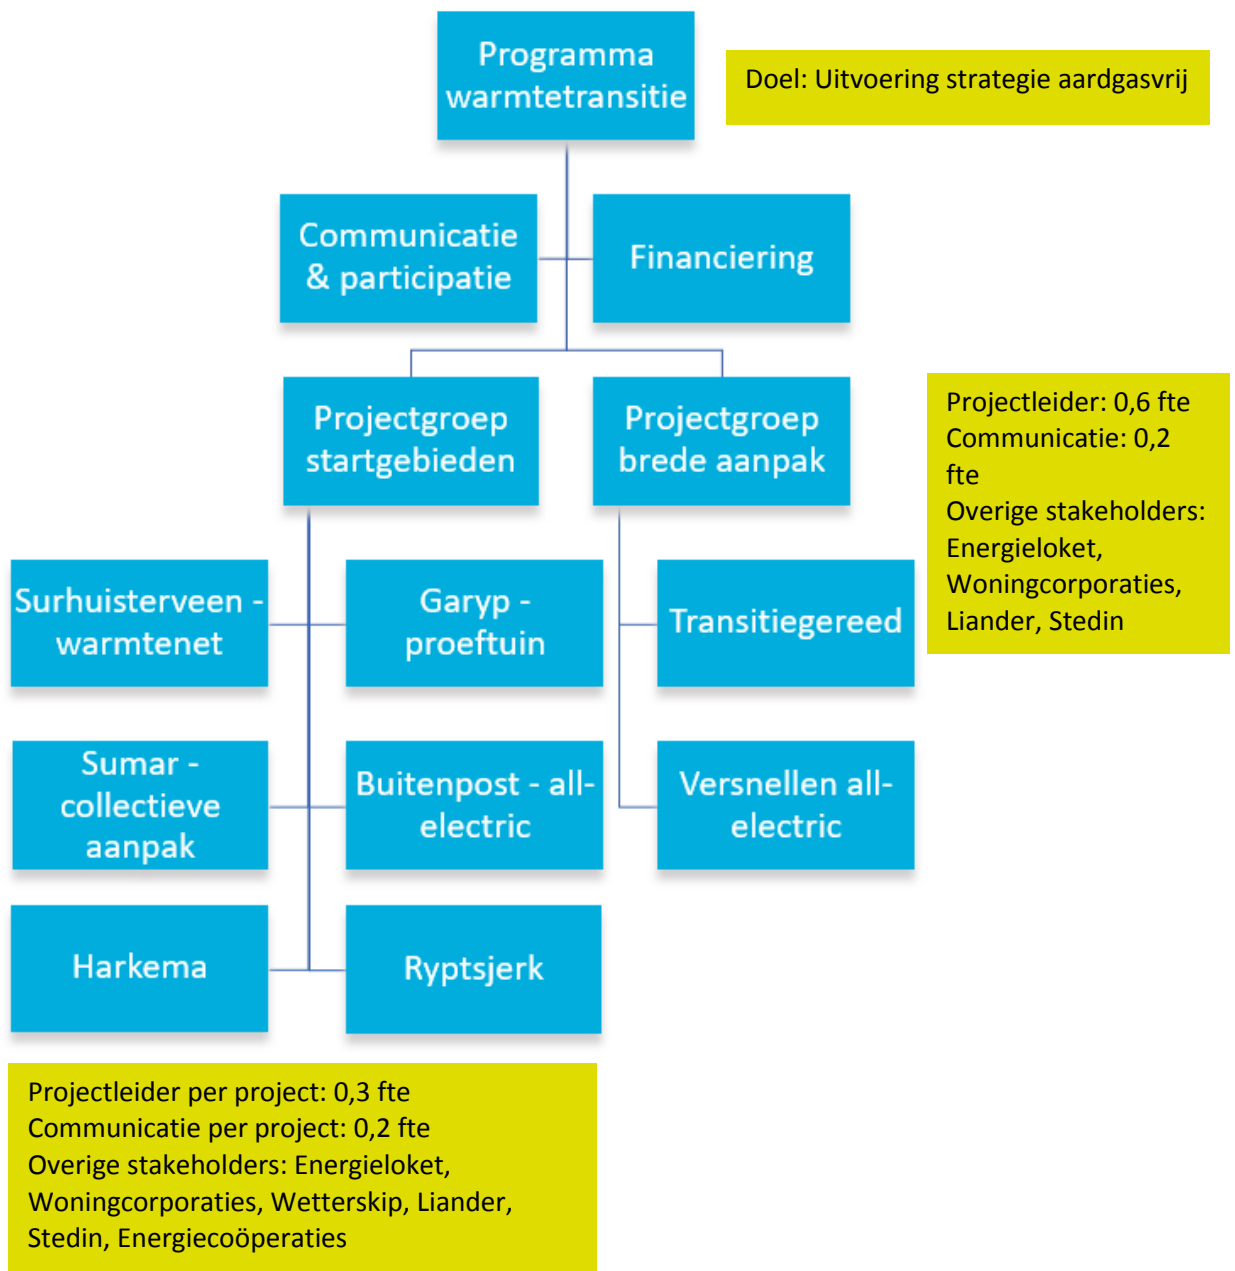 Programma
warmtetransitie
Doel: Uitvoering strategie aardgasvrij
Communicatie
& participatie
Financiering
Projectgroep
startgebieden
Projectgroep
brede aanpak
Projectleider: 0,6 fte
Communicatie: 0,2
fte
Overige stakeholders:
Energieloket,
Woningcorporaties,
Liander, Stedin
Surhuisterveen -
warmtenet
Garyp -
proeftuin
Transitiegereed
Sumar -
collectieve
aanpak
Buitenpost - all-
electric
Versnellen all-
electric
Harkema
Ryptsjerk
Projectleider per project: 0,3 fte
Communicatie per project: 0,2 fte
Overige stakeholders: Energieloket,
Woningcorporaties, Wetterskip, Liander,
Stedin, Energiecoöperaties